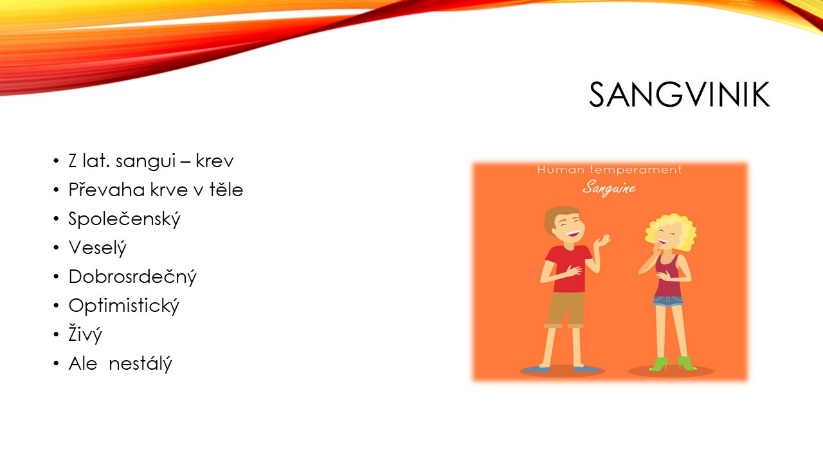 SANGVINIK
• Z lat. sangui – krev
• Převaha krve v těle
• Společenský
• Veselý
• Dobrosrdečný
• Optimistický
• Živý
• Ale  nestálý
Human temperament
Sanguine